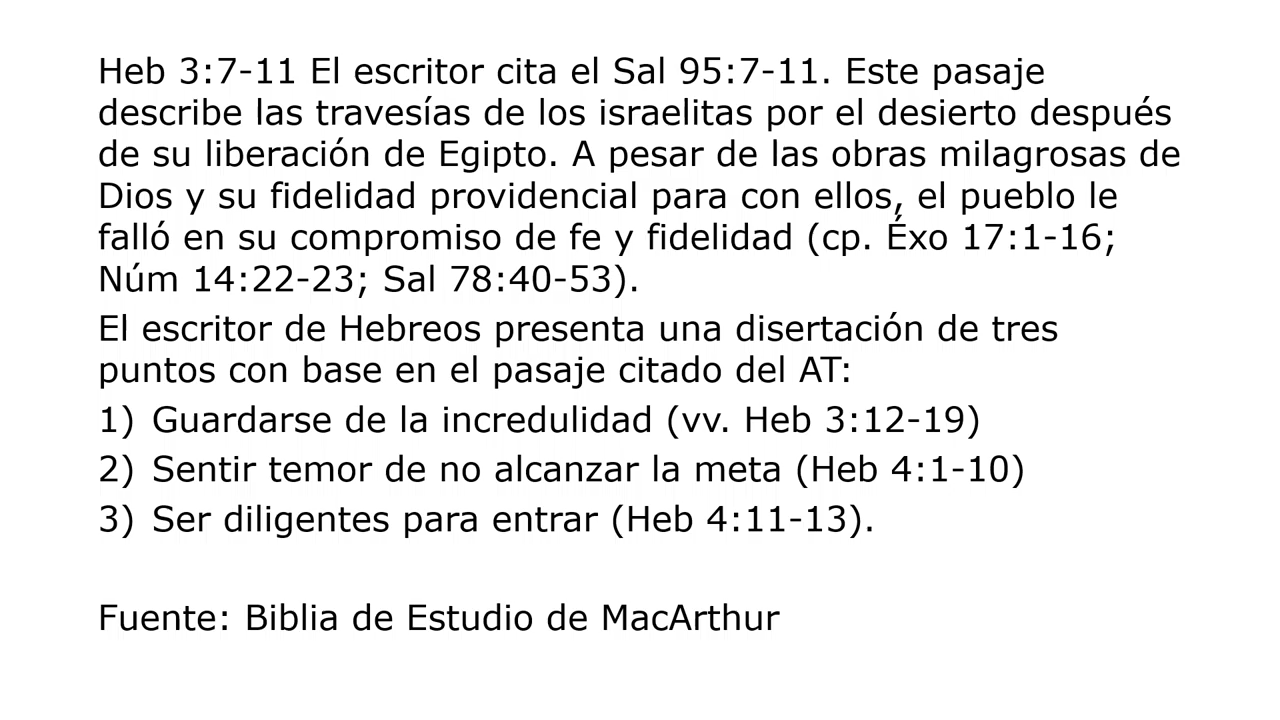 Heb 3:7-11 El escritor cita el Sal 95:7-11. Este pasaje
describe las travesías de los israelitas por el desierto después
de su liberación de Egipto. A pesar de las obras milagrosas de
Dios y su fidelidad providencial para con ellos, el pueblo le
falló en su compromiso de fe y fidelidad (cp. Éxo 17:1-16;
Núm 14:22-23; Sal 78:40-53).
El escritor de Hebreos presenta una disertación de tres
puntos con base en el pasaje citado del AT:
1) Guardarse de la incredulidad (vv. Heb 3:12-19)
2) Sentir temor de no alcanzar la meta (Heb 4:1-10)
3) Ser diligentes para entrar (Heb 4:11-13).
Fuente: Biblia de Estudio de MacArthur